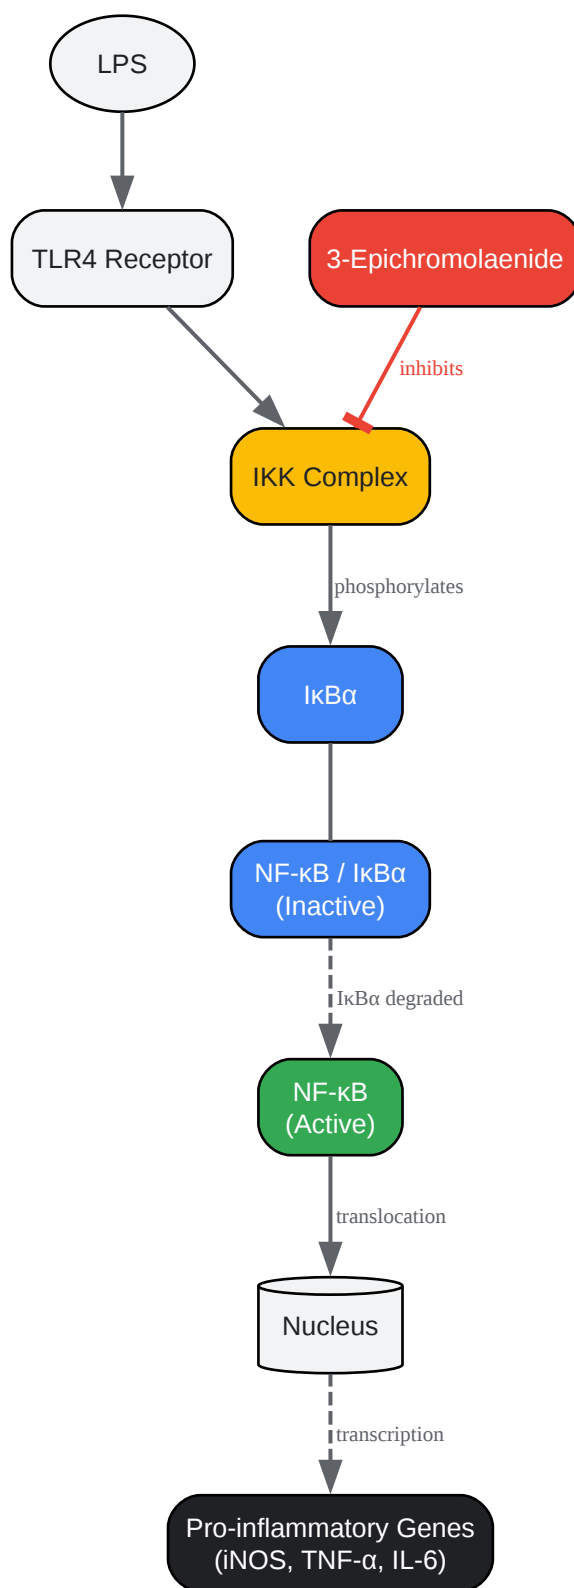 LPS
TLR4 Receptor
3-Epichromolaenide
inhibits
IKK Complex
phosphorylates
IκBα
NF-κB / IκBα
(Inactive)
IκBα degraded
NF-κB
(Active)
translocation
Nucleus
transcription
Pro-inflammatory Genes
(iNOS, TNF-α, IL-6)